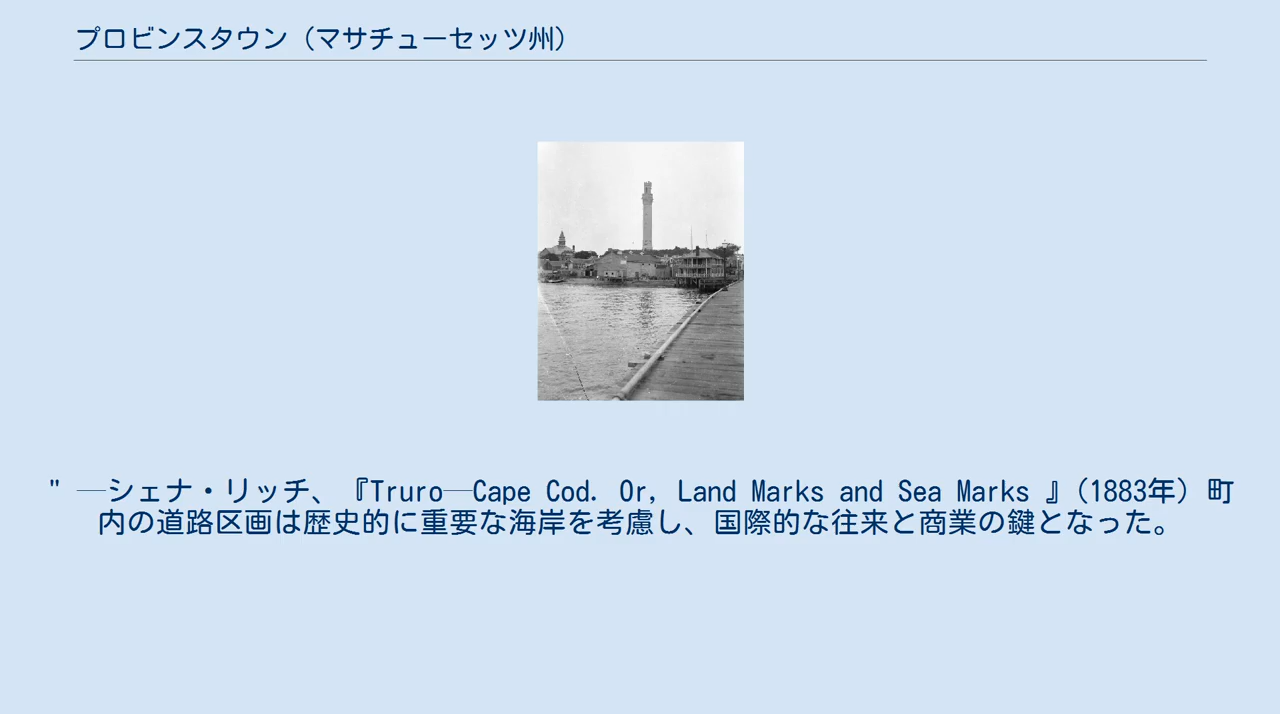 プロビンスタウン（マサチューセッツ州）
" ―シェナ・リッチ、『Truro―Cape Cod. Or, Land Marks and Sea Marks 』（1883年）町
内の道路区画は歴史的に重要な海岸を考慮し、国際的な往来と商業の鍵となった。